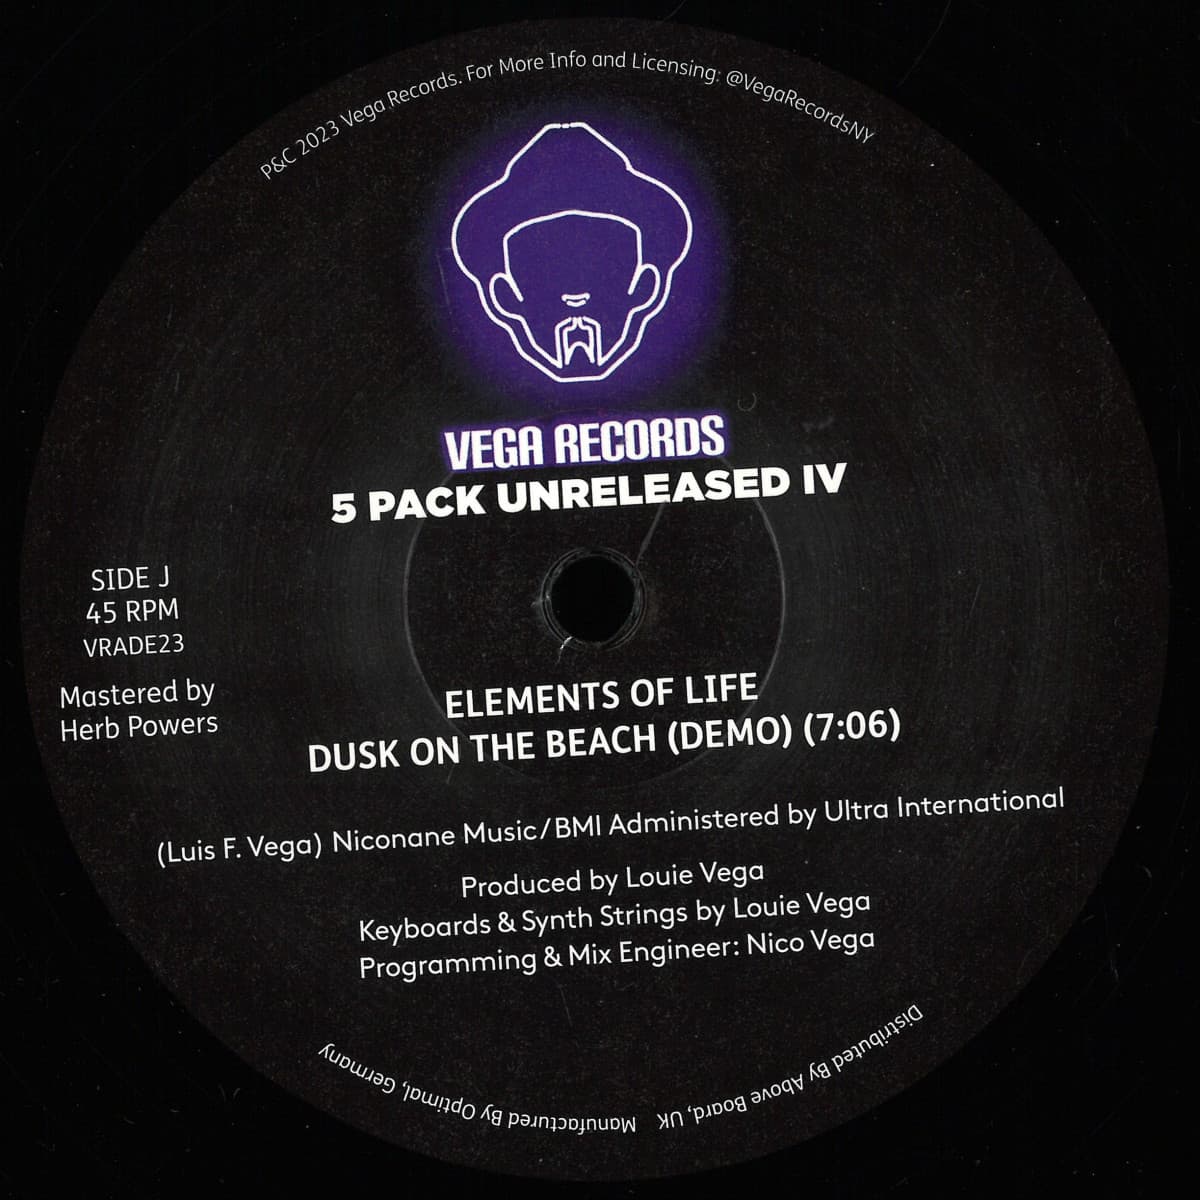 P&C 2023 Vega Records. For More Info and Licensing: @VegaRecordsNY
VEGA RECORDS
5 PACK UNRELEASED IV
SIDE J
45 RPM
VRADE23
Mastered by
Herb Powers
ELEMENTS OF LIFE
DUSK ON THE BEACH (DEMO) (7:06)
(Luis F. Vega) Niconane Music/BMI Administered by Ultra International
Produced by Louie Vega
Keyboards & Synth Strings by Louie Vega
Programming & Mix Engineer: Nico Vega
Distributed By Above Board, UK Manufactured By Optimal, Germany